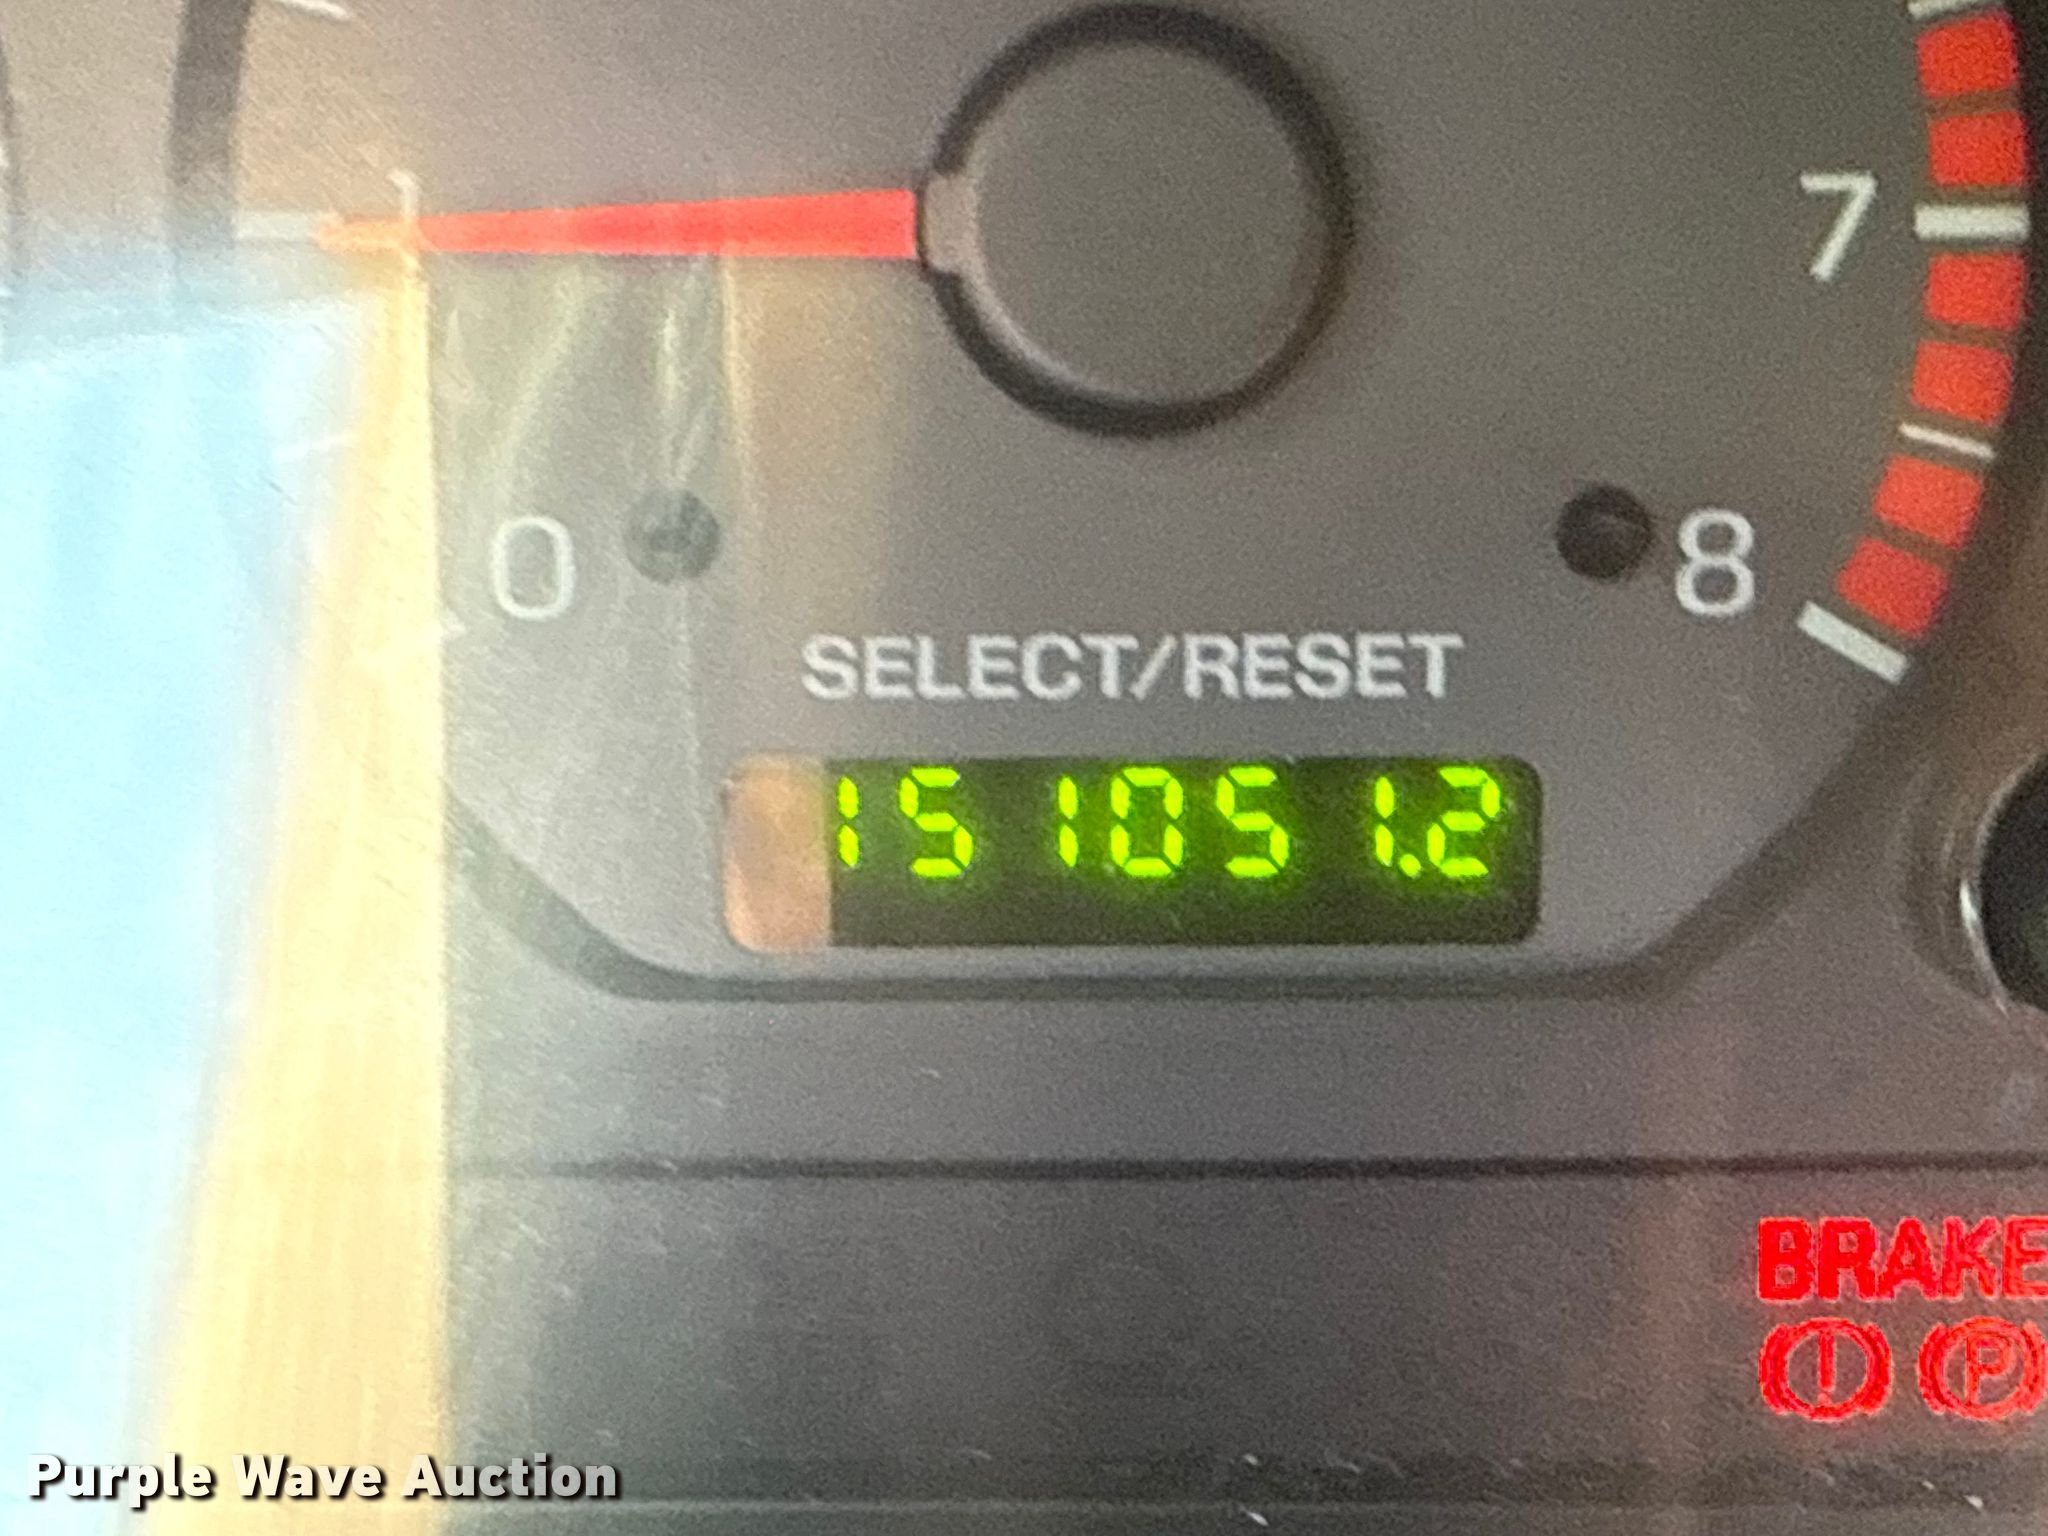 7
0
8
SELECT/RESET
151051.2
BRAKE
P
Purple Wave Auction